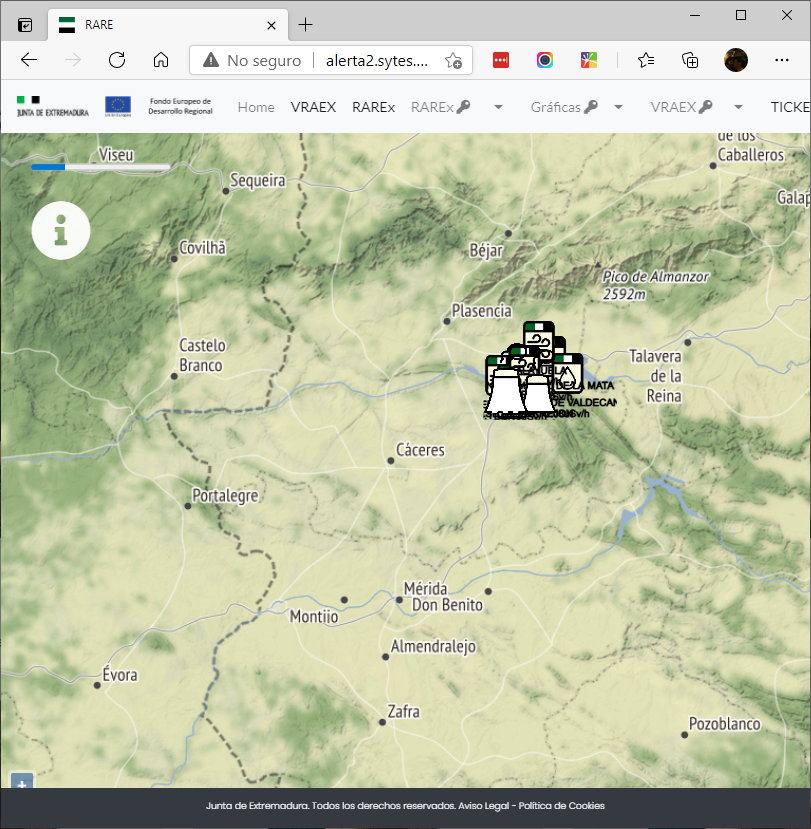 RARE
No seguro
alerta2.sytes....
JUNTA DE EXTREMADURA
Fondo Europeo de
Desarrollo Regional
Home
VRAEX
RAREx
RAREx
Gráficas
VRAEX
TICKE
Viseu
de los
Caballeros
Sequeira
Galap
Covilhã
Béjar
Pico de Almanzor
2592m
Plasencia
Castelo
Branco
Talavera
de la
Reina
DE LA MATA
DE VALDECAN
Cáceres
Portalegre
Mérida
Don Benito
Montijo
Almendralejo
Évora
Zafra
Pozoblanco
Junta de Extremadura. Todos los derechos reservados. Aviso Legal - Política de Cookies